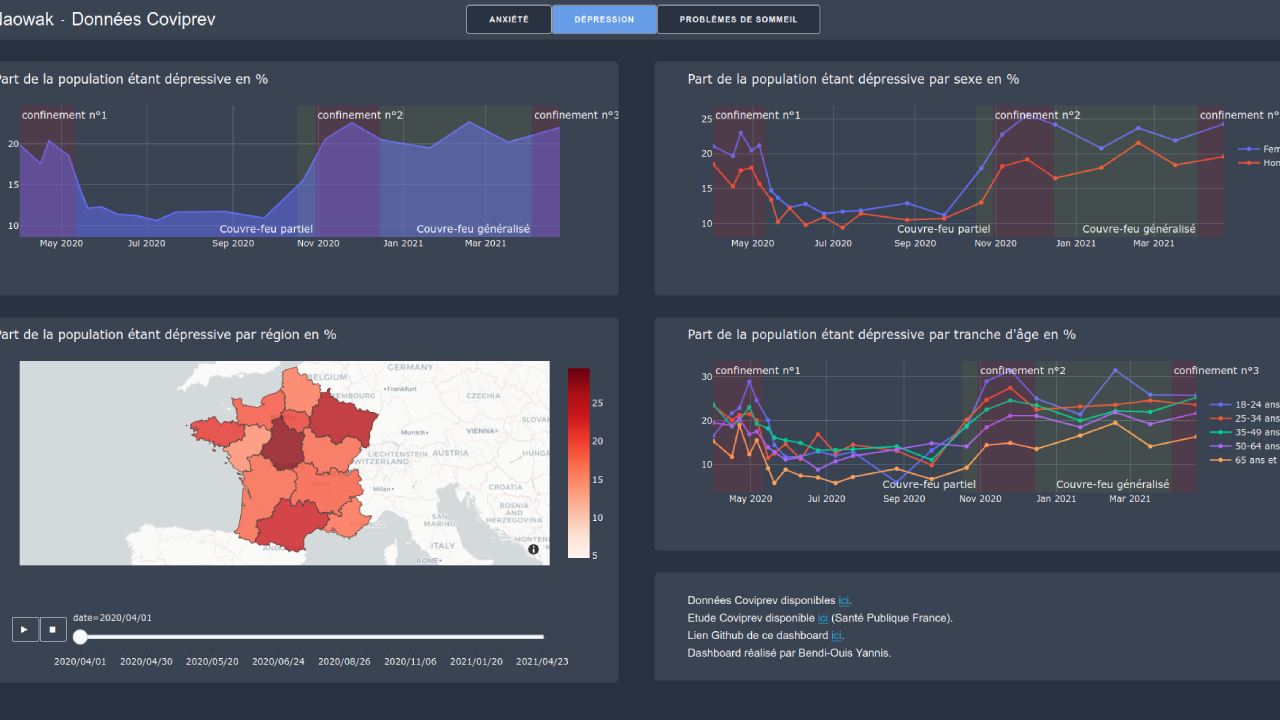 Naowak - Données Coviprev
ANXIÉTÉ
DÉPRESSION
PROBLÈMES DE SOMMEIL
Part de la population étant dépressive en %
confinement n°1
confinement n°2
confinement n°3
20
15
10
Couvre-feu partiel
Couvre-feu généralisé
May 2020
Jul 2020
Sep 2020
Nov 2020
Jan 2021
Mar 2021
Part de la population étant dépressive par sexe en %
confinement n°1
confinement n°2
confinement n°
25
20
15
10
Fem
Hon
Couvre-feu partiel
Couvre-feu généralisé
May 2020
Jul 2020
Sep 2020
Nov 2020
Jan 2021
Mar 2021
Part de la population étant dépressive par région en %
BELGIUM
GERMANY
Frankfurt
CZECHIA
Munich
VIENNA
LIECHTENSTEIN
AUSTRIA
Milan
CROATIA
BOSNIA
AND
HERZEGOVINA
SAN
MARINO
ITALY
ROME
25
20
15
10
5
date=2020/04/01
2020/04/01
2020/04/30
2020/05/20
2020/06/24
2020/08/26
2020/11/06
2021/01/20
2021/04/23
Part de la population étant dépressive par tranche d'âge en %
confinement n°1
confinement n°2
confinement n°3
30
20
10
18-24 ans
25-34 ans
35-49 ans
50-64 ans
65 ans et
Couvre-feu partiel
Couvre-feu généralisé
May 2020
Jul 2020
Sep 2020
Nov 2020
Jan 2021
Mar 2021
Données Coviprev disponibles ici.
Etude Coviprev disponible ici (Santé Publique France).
Lien Github de ce dashboard ici.
Dashboard réalisé par Bendi-Ouis Yannis.